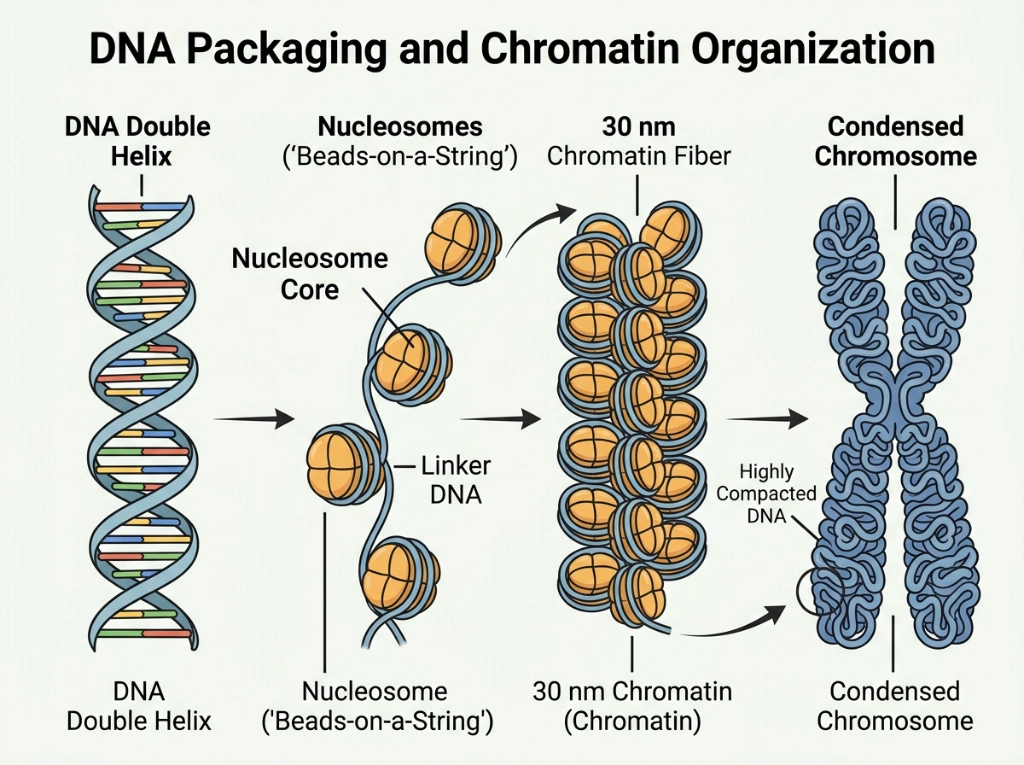 DNA Packaging and Chromatin Organization
DNA Double
Helix
Nucleosomes
(‘Beads-on-a-String’)
30 nm
Chromatin Fiber
Condensed
Chromosome
Nucleosome
Core
Linker
DNA
Highly
Compacted
DNA
DNA
Double Helix
Nucleosome
('Beads-on-a-String')
30 nm Chromatin
(Chromatin)
Condensed
Chromosome